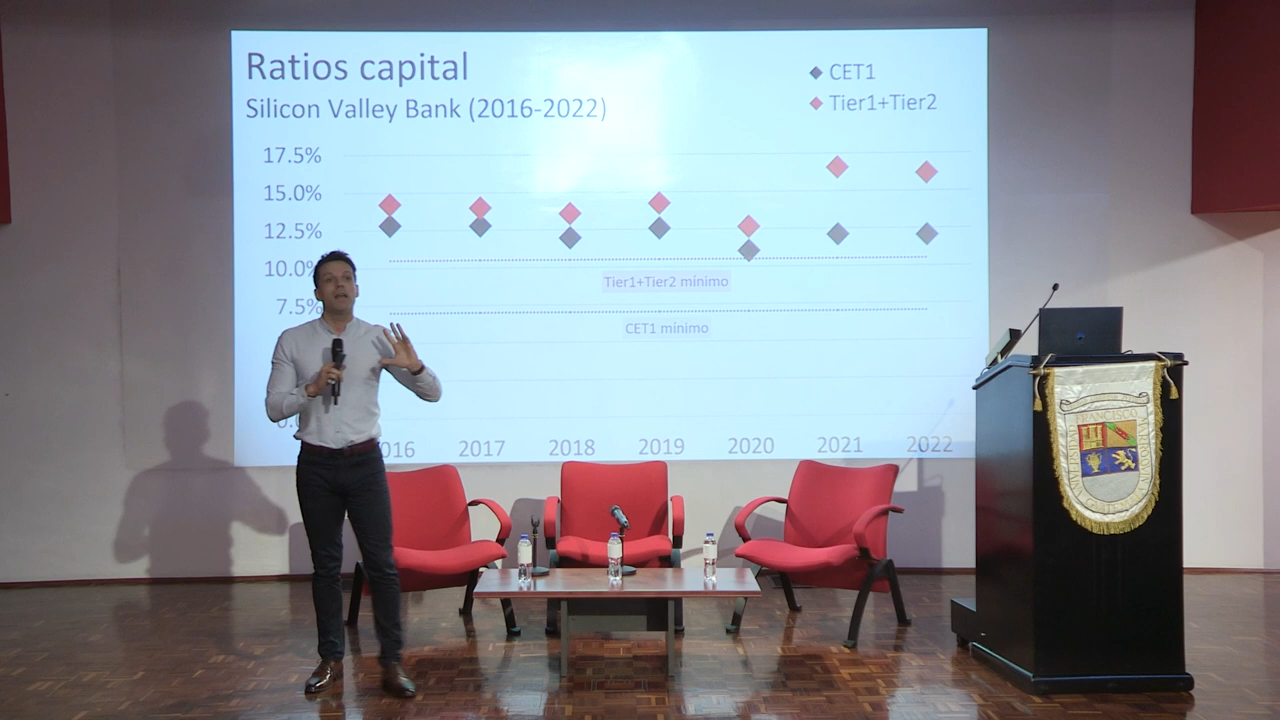 Ratios capital
Silicon Valley Bank (2016-2022)
CET1
Tier1+Tier2
17.5%
15.0%
12.5%
10.0%
7.5%
Tier1+Tier2 mínimo
CET1 mínimo
2017
2018
2019
2020
2021
2022
FRANCISCO